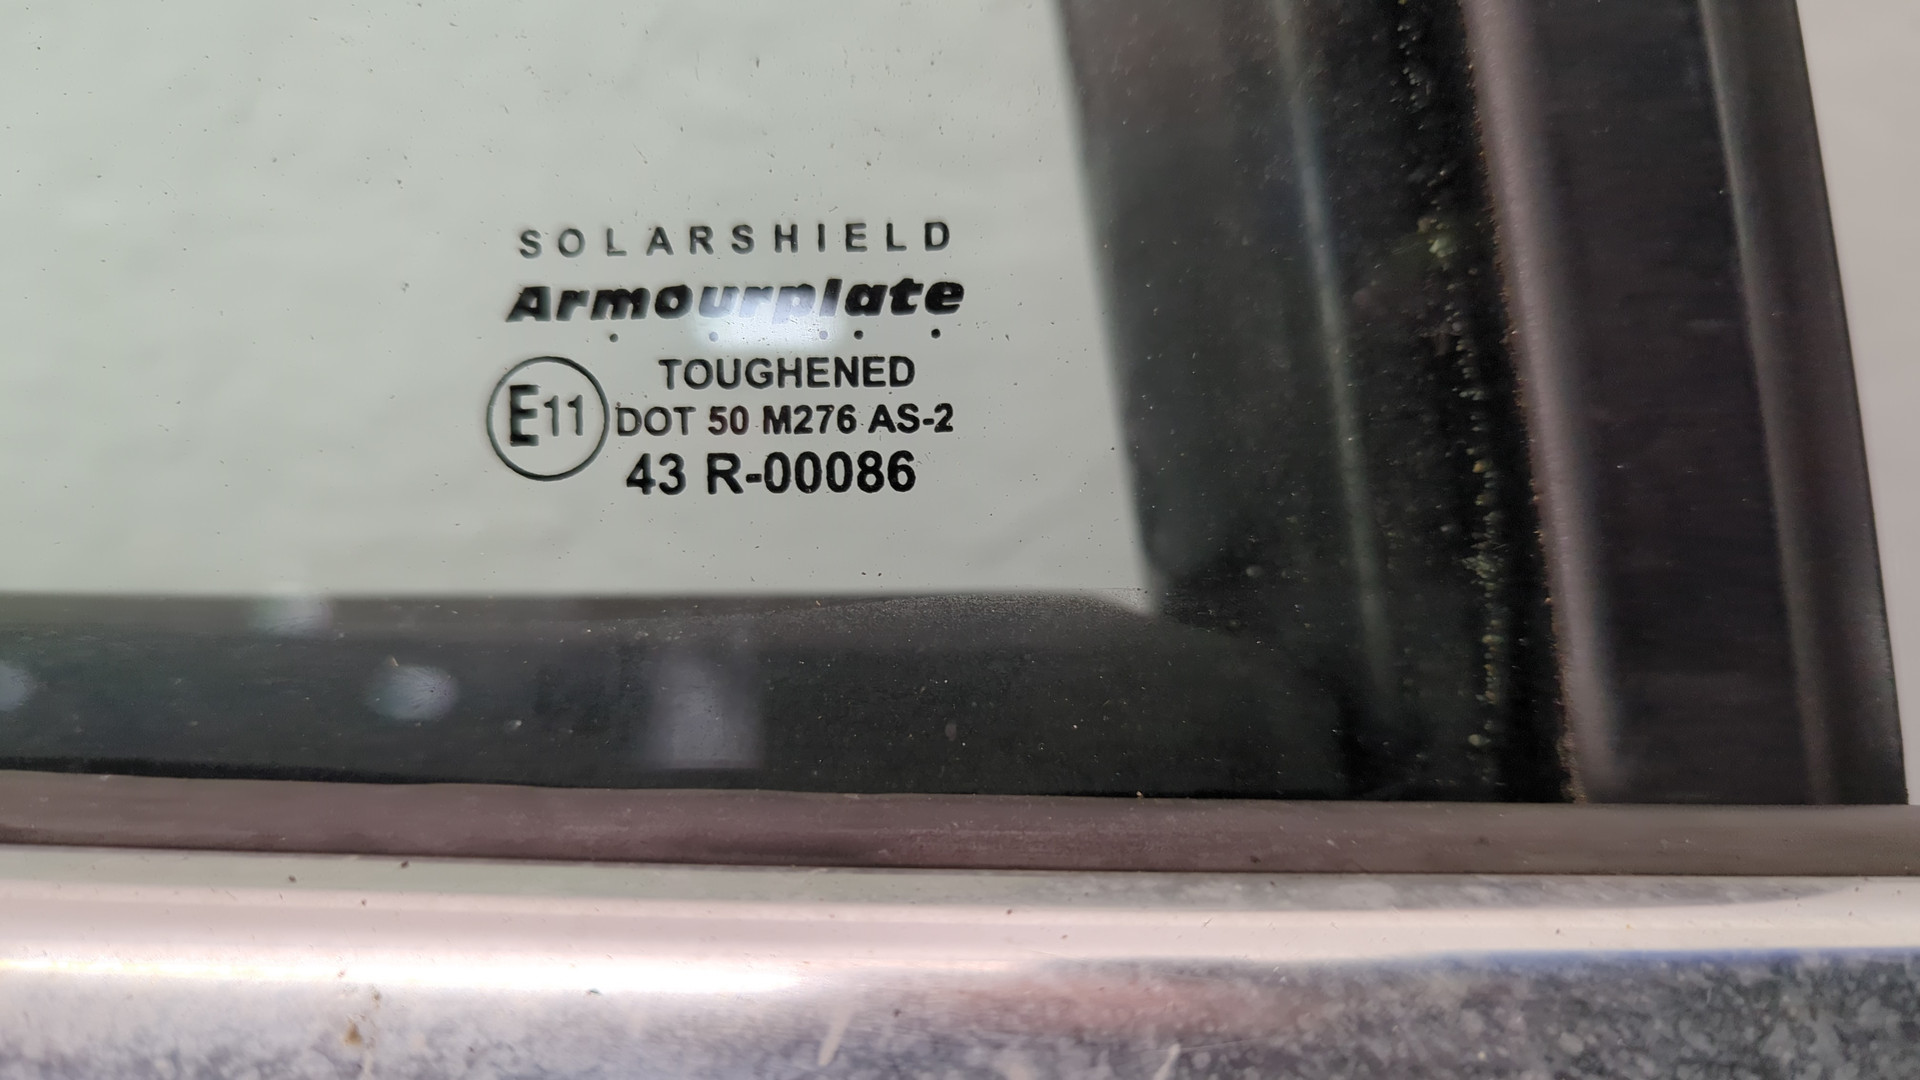 SOLARSHIELD
Armourplate
TOUGHENED
E11 DOT 50 M276 AS-2
43 R-00086